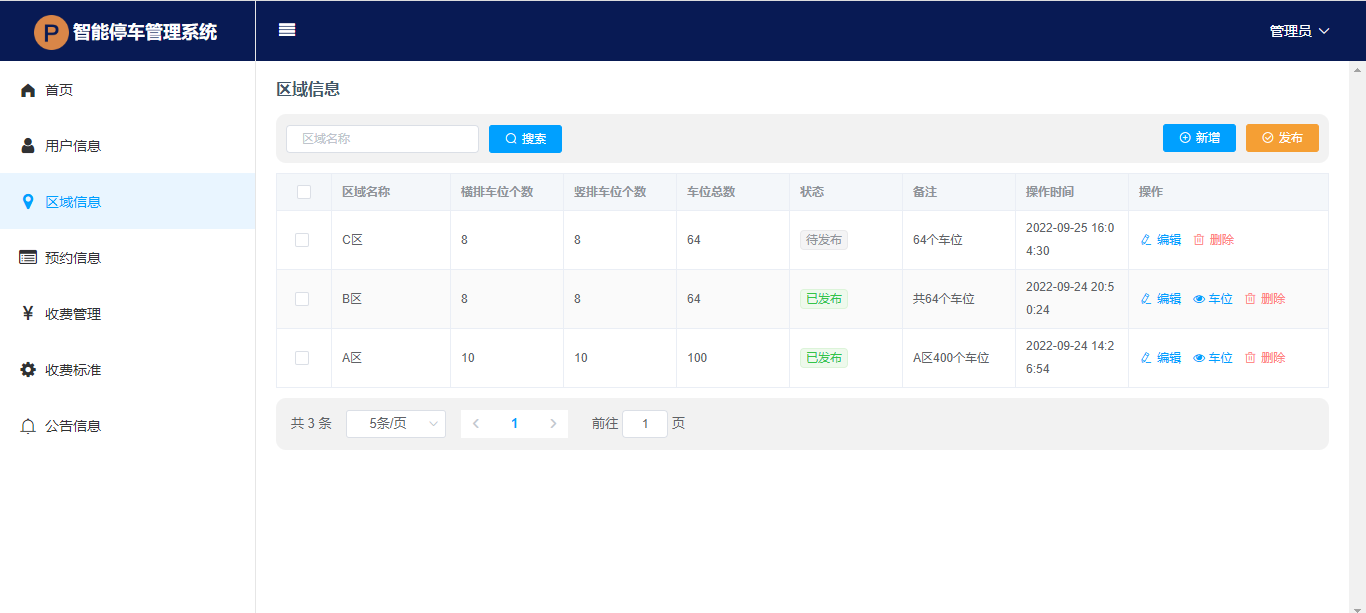 P 智能停车管理系统
管理员
首页
用户信息
区域信息
预约信息
¥ 收费管理
收费标准
公告信息
区域信息
区域名称 搜索 新增 发布
区域名称 横排车位个数 竖排车位个数 车位总数 状态 备注 操作时间 操作
C区 8 8 64 待发布 64个车位 2022-09-25 16:0
4:30 编辑 删除
B区 8 8 64 已发布 共64个车位 2022-09-24 20:5
0:24 编辑 车位 删除
A区 10 10 100 已发布 A区400个车位 2022-09-24 14:2
6:54 编辑 车位 删除
共 3 条 5条/页 1 前往 1 页